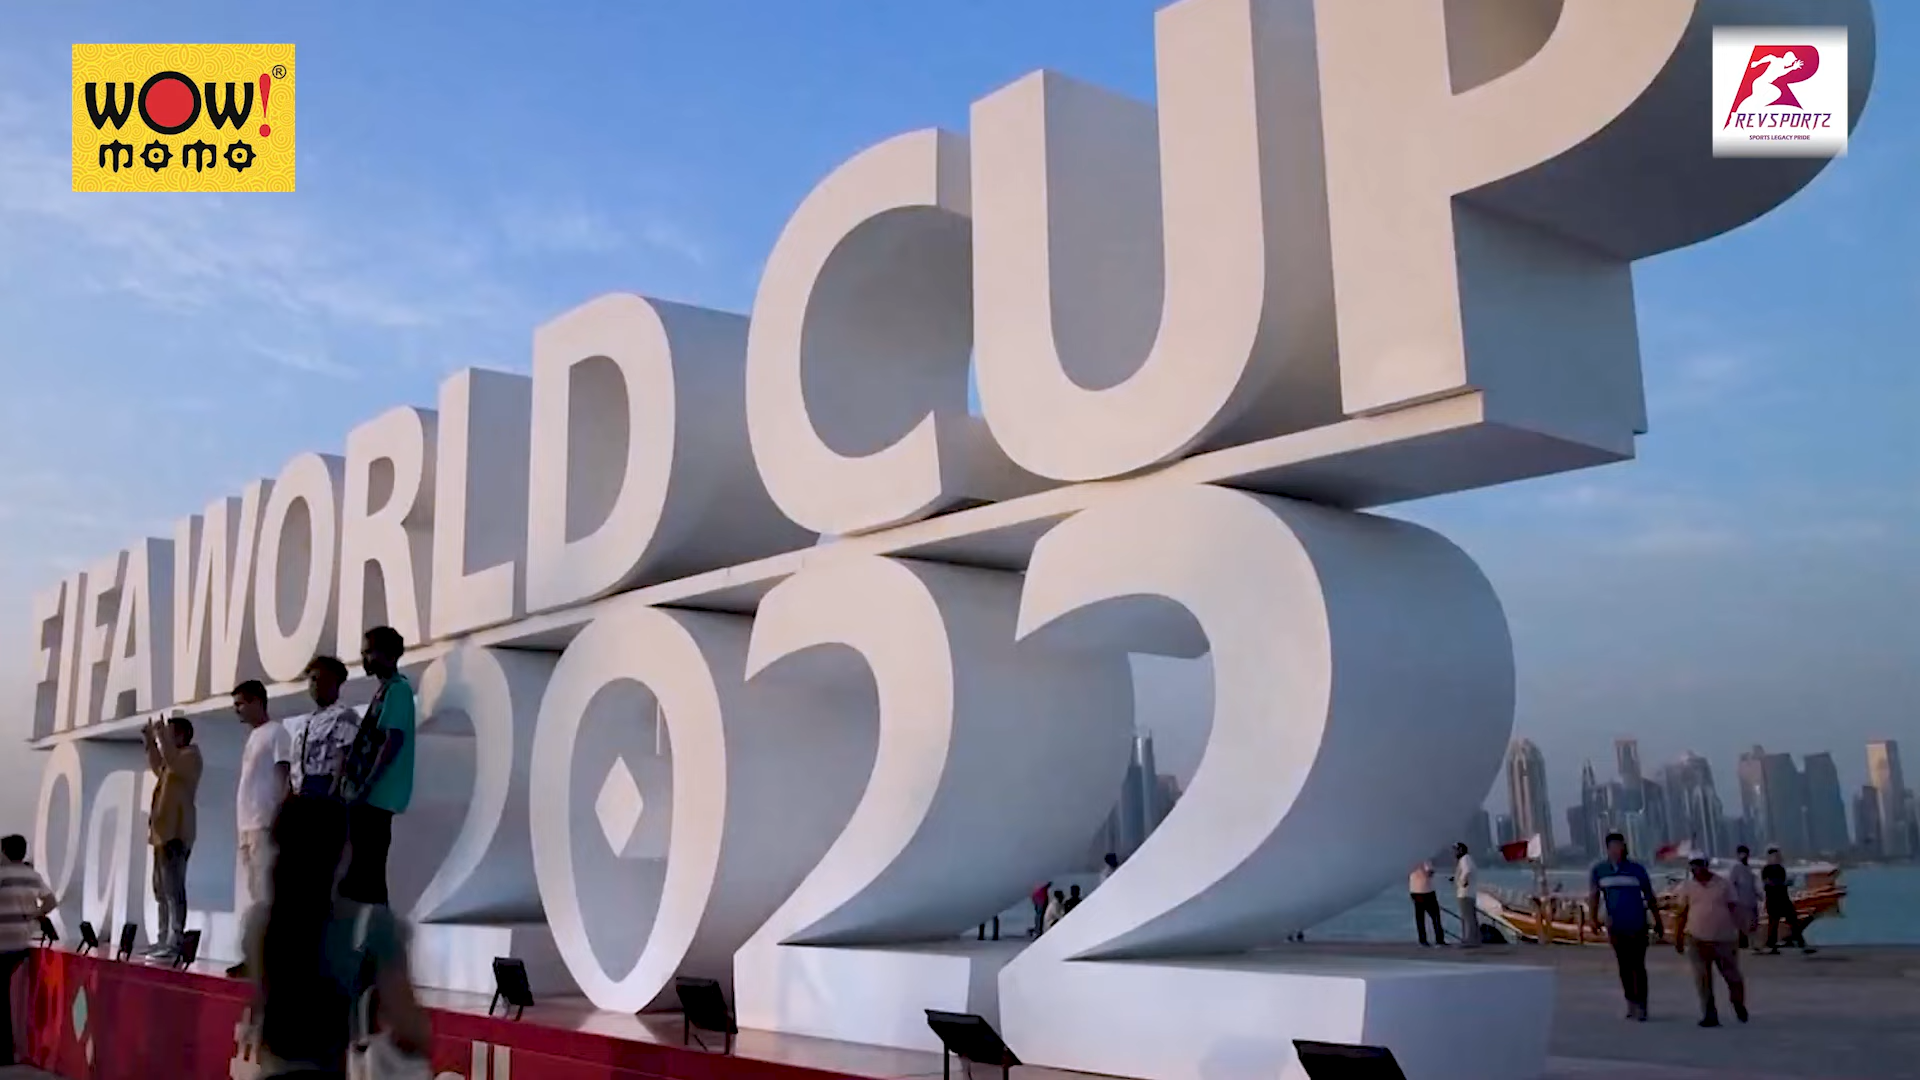 WOW! ®
MOMO
REVSPORTZ
SPORTS LEGACY PRIDE
FIFA WORLD CUP
Qatar 2022